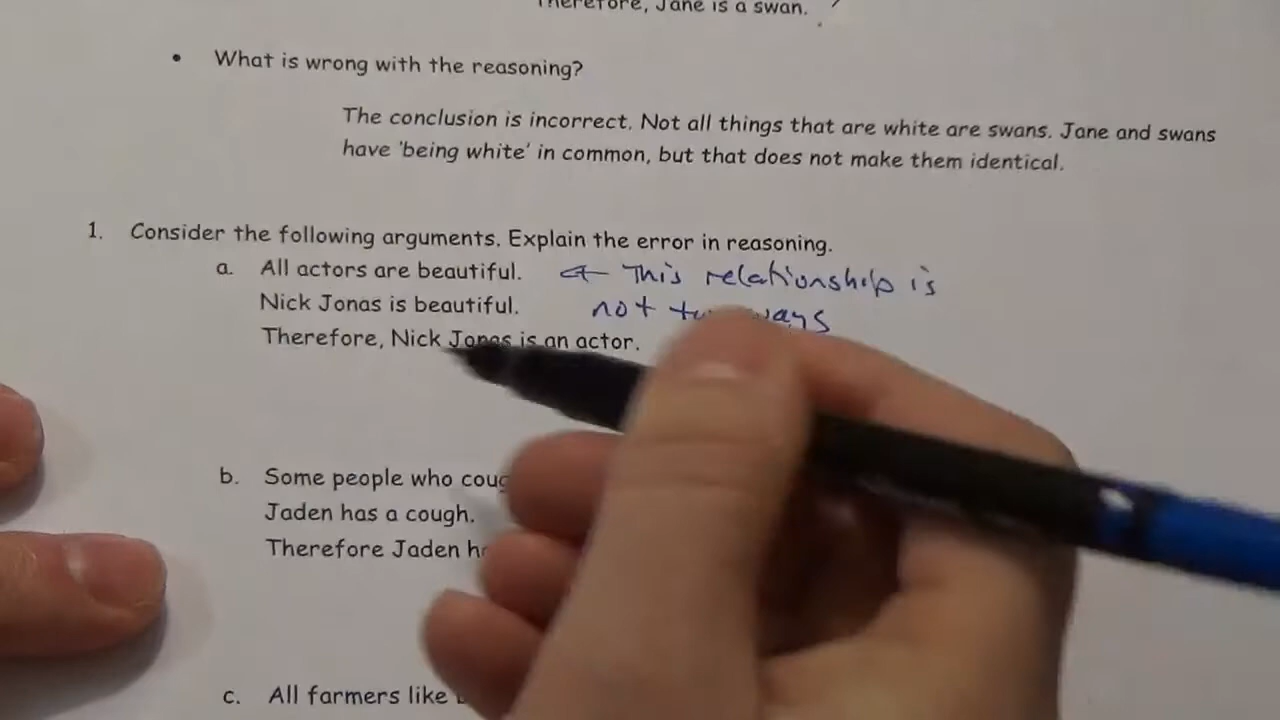 Therefore, Jane is a swan.
• What is wrong with the reasoning?
The conclusion is incorrect. Not all things that are white are swans. Jane and swans
have 'being white' in common, but that does not make them identical.
1. Consider the following arguments. Explain the error in reasoning.
a. All actors are beautiful. ← This relationship is
Nick Jonas is beautiful. not ways
Therefore, Nick Jonas is an actor.
b. Some people who
Jaden has a cough.
Therefore Jaden
c. All farmers like